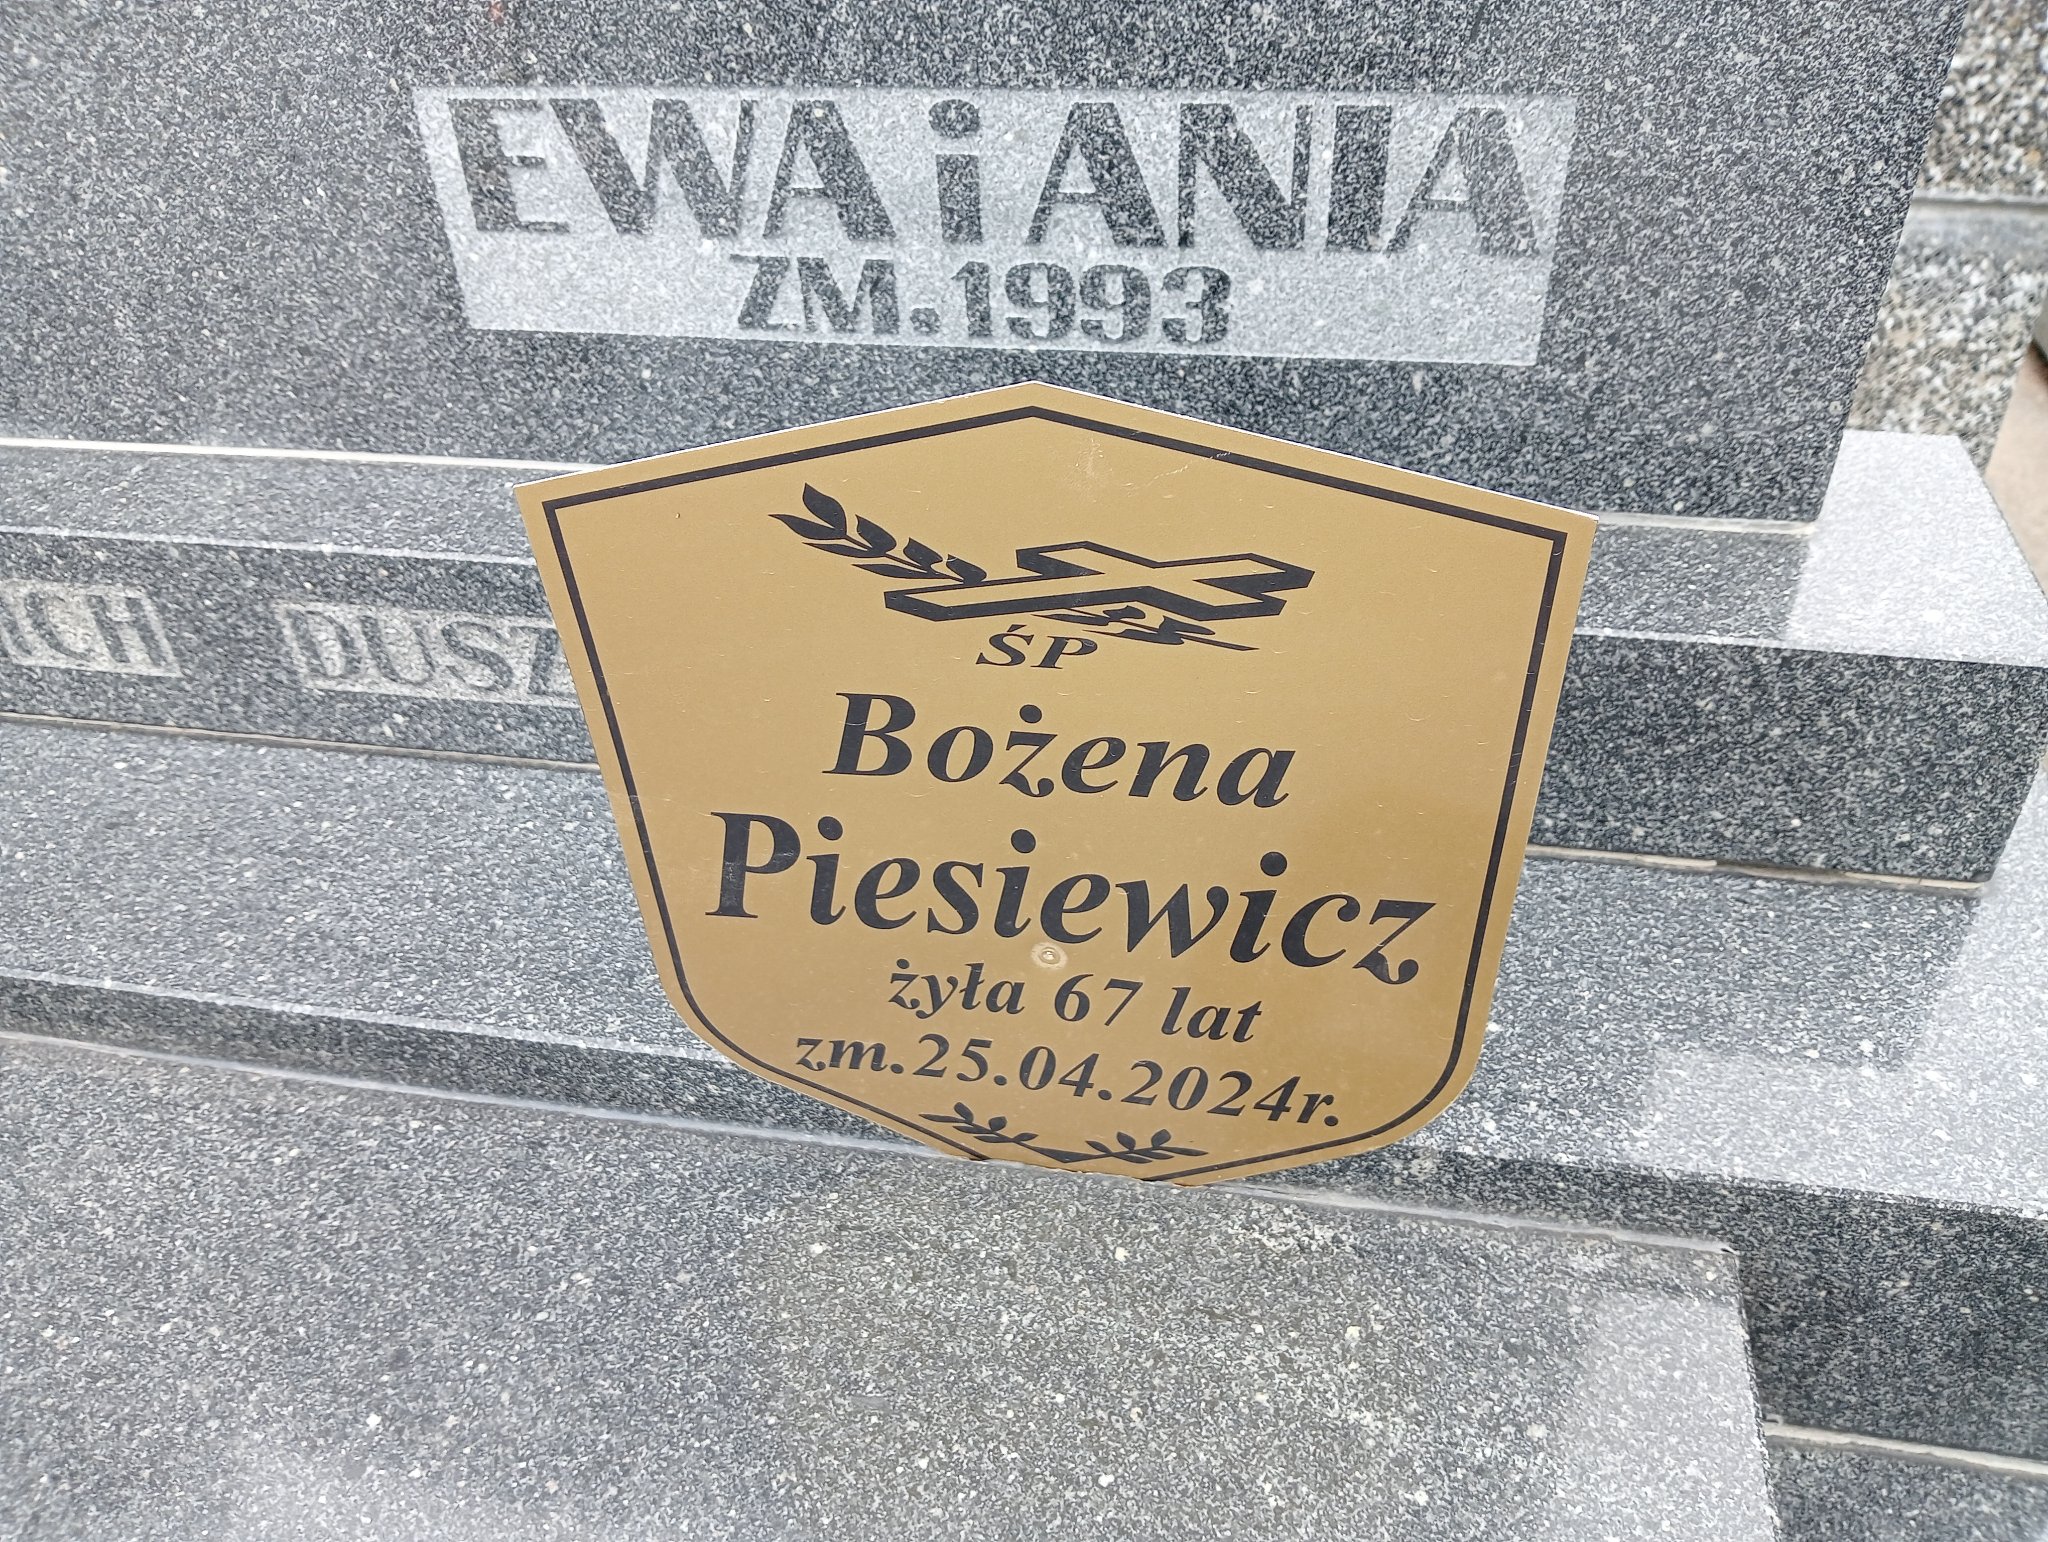 EWA i ANIA
ZM. 1993
ŚP
Bożena
Piesiewicz
żyła 67 lat
zm. 25.04.2024r.